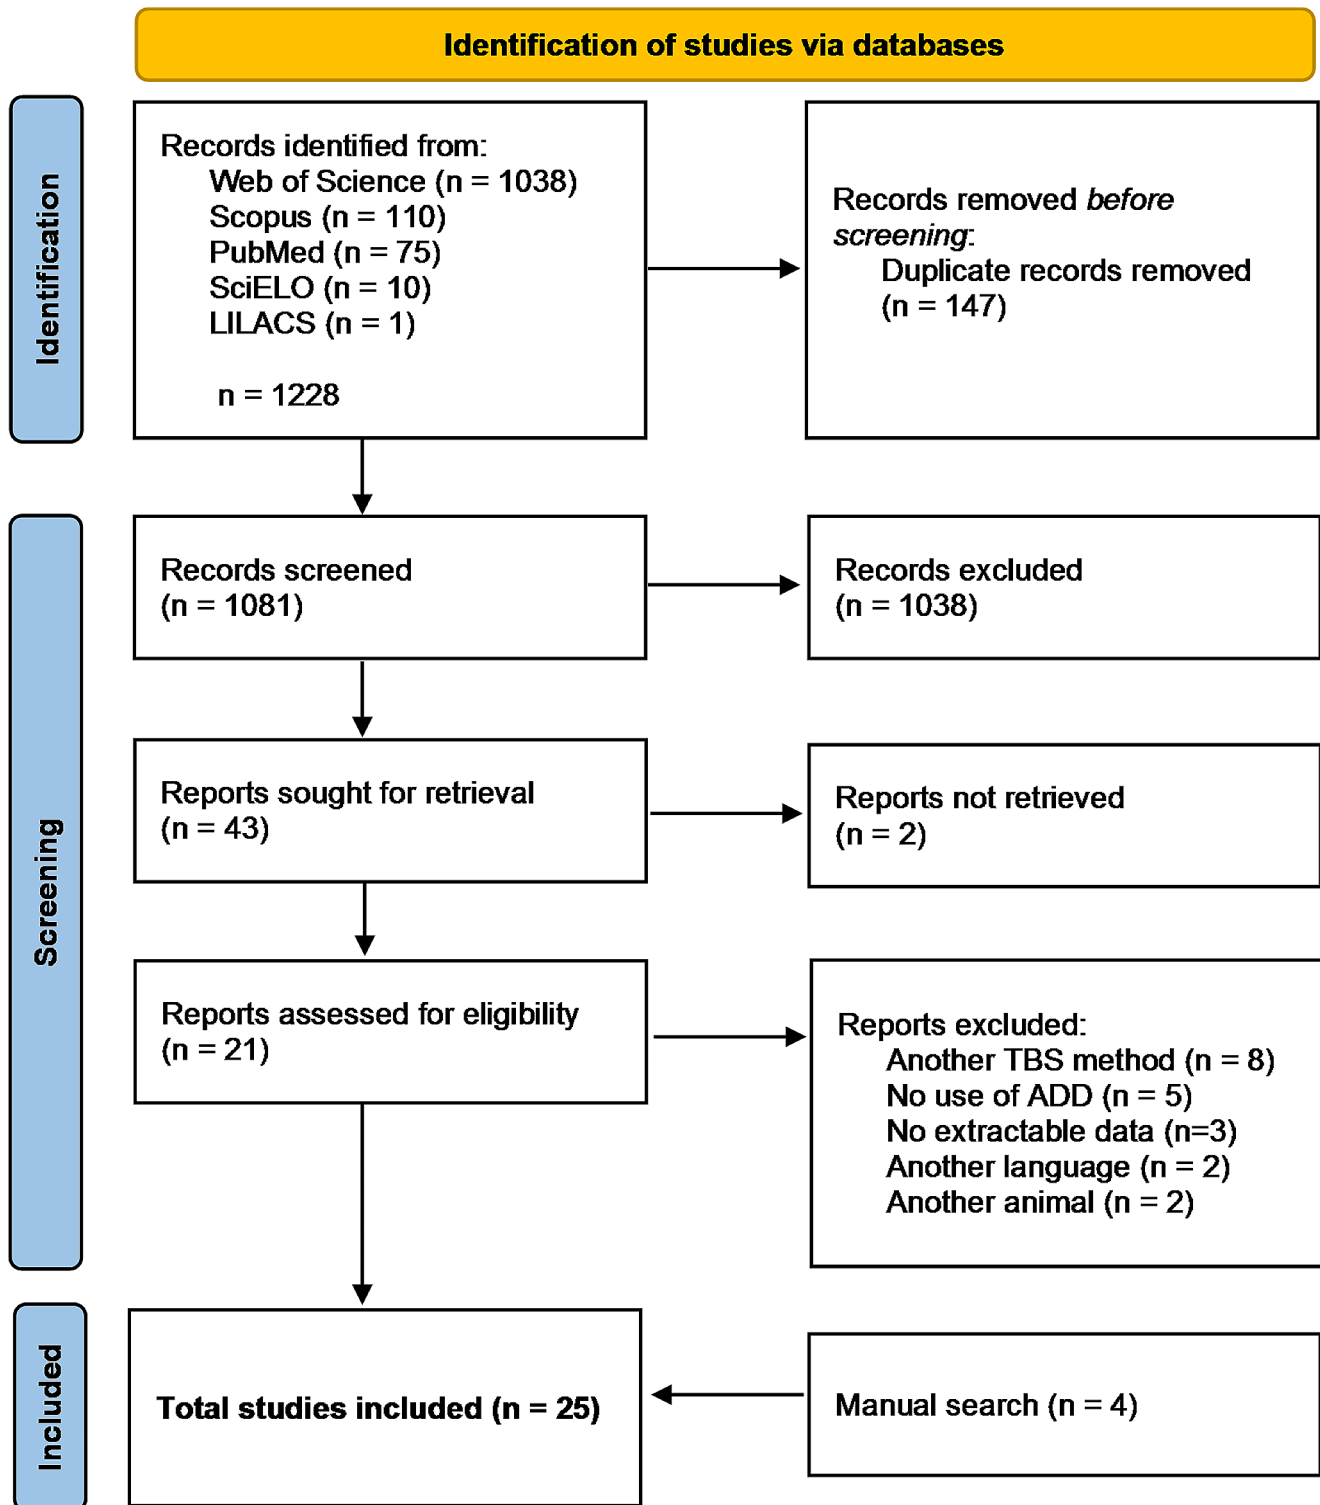 Identification of studies via databases
Identification
Records identified from:
Web of Science (n = 1038)
Scopus (n = 110)
PubMed (n = 75)
SciELO (n = 10)
LILACS (n = 1)
n = 1228
Records removed before
screening:
Duplicate records removed
(n = 147)
Screening
Records screened
(n = 1081)
Records excluded
(n = 1038)
Reports sought for retrieval
(n = 43)
Reports not retrieved
(n = 2)
Reports assessed for eligibility
(n = 21)
Reports excluded:
Another TBS method (n = 8)
No use of ADD (n = 5)
No extractable data (n=3)
Another language (n = 2)
Another animal (n = 2)
Included
Total studies included (n = 25)
Manual search (n = 4)